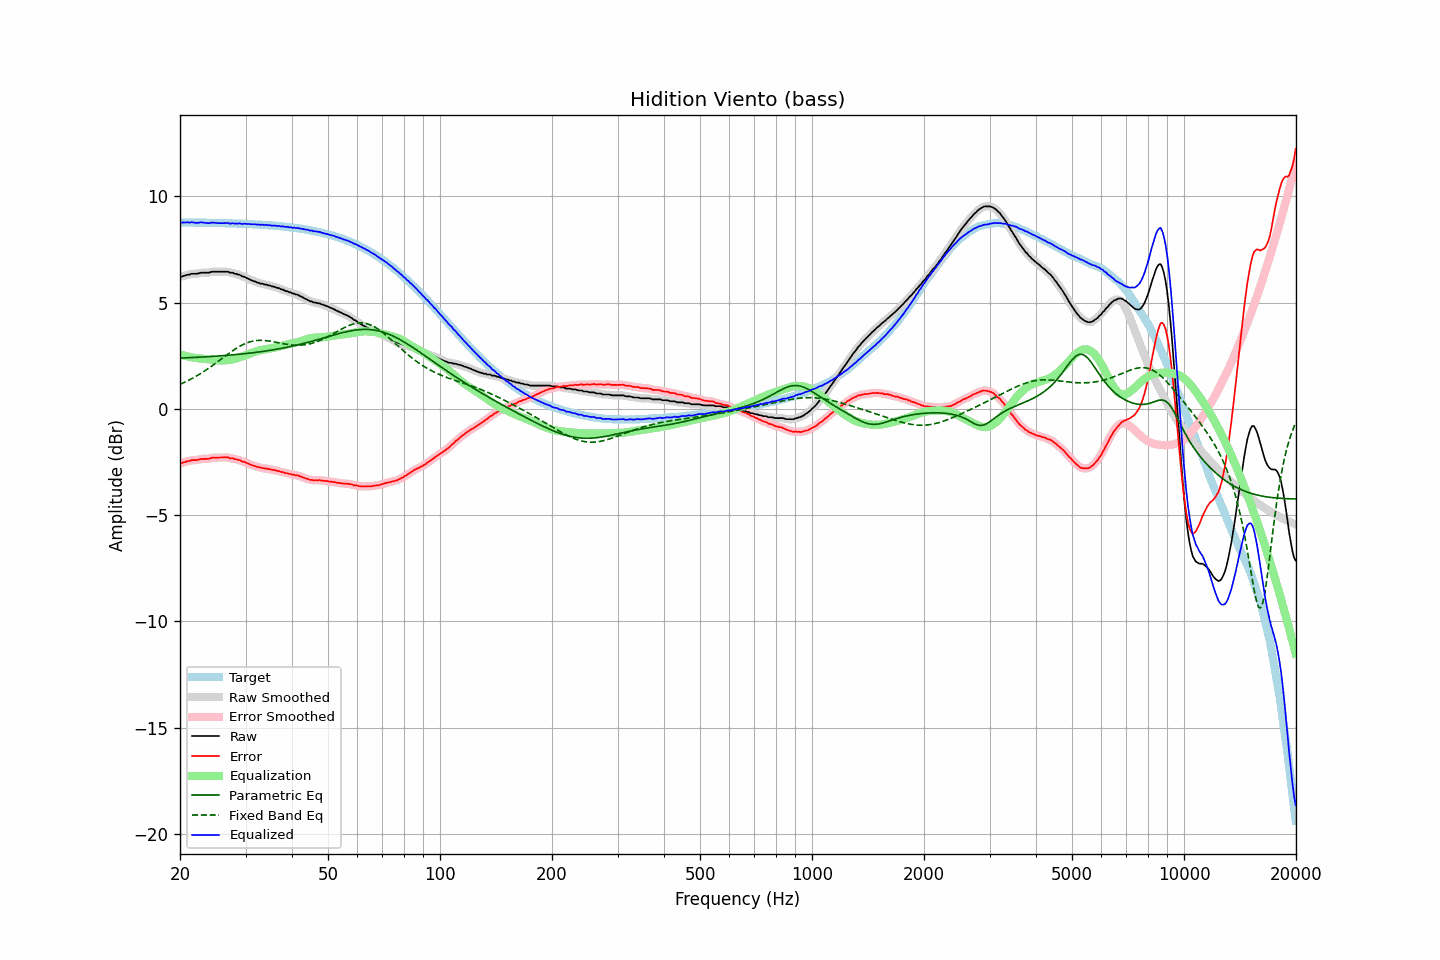 Hidition Viento (bass)
Amplitude (dBr)
10
5
0
−5
−10
−15
−20
Target
Raw Smoothed
Error Smoothed
Raw
Error
Equalization
Parametric Eq
Fixed Band Eq
Equalized
20 50 100 200 500 1000 2000 5000 10000 20000
Frequency (Hz)